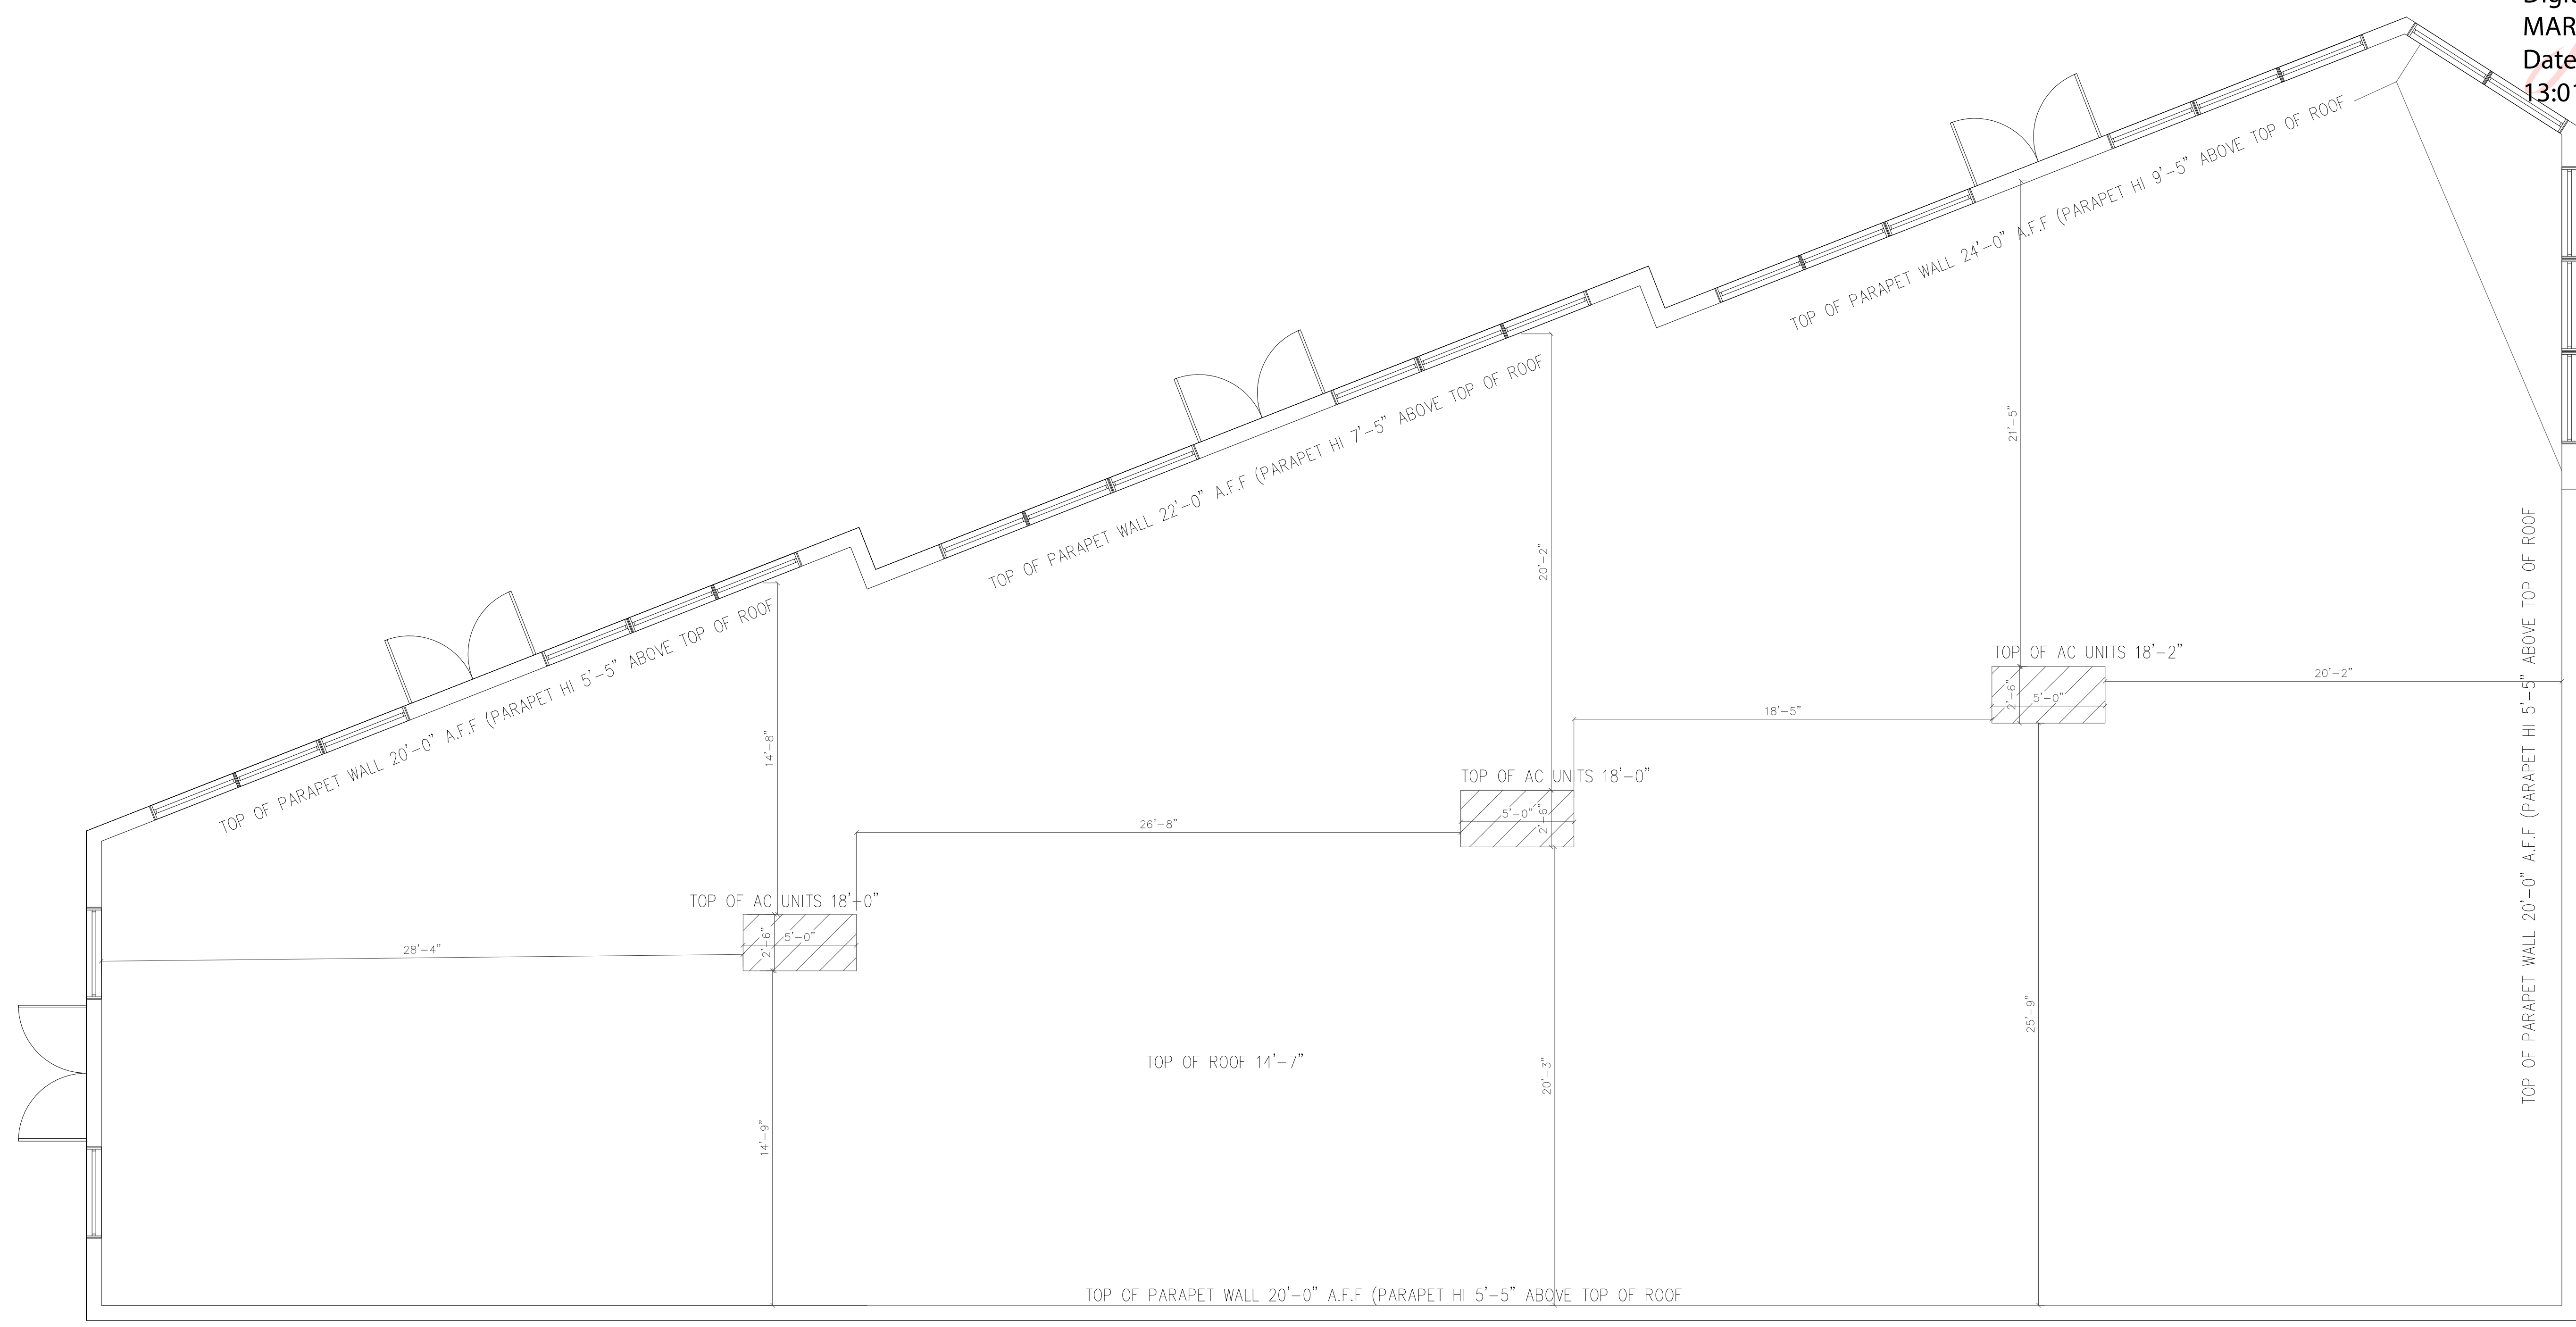 MAR
Date
13:01
TOP OF PARAPET WALL 24'-0" A.F.F (PARAPET HI 9'-5" ABOVE TOP OF ROOF
TOP OF PARAPET WALL 22'-0" A.F.F (PARAPET HI 7'-5" ABOVE TOP OF ROOF
TOP OF PARAPET WALL 20'-0" A.F.F (PARAPET HI 5'-5" ABOVE TOP OF ROOF
21'-5"
20'-2"
14'-8"
TOP OF AC UNITS 18'-2"
2'-6"
5'-0"
20'-2"
18'-5"
TOP OF AC UNITS 18'-0"
5'-0"
2'-6"
26'-8"
TOP OF AC UNITS 18'-0"
2'-6"
5'-0"
28'-4"
TOP OF PARAPET WALL 20'-0" A.F.F (PARAPET HI 5'-5" ABOVE TOP OF ROOF
25'-9"
20'-3"
14'-9"
TOP OF ROOF 14'-7"
TOP OF PARAPET WALL 20'-0" A.F.F (PARAPET HI 5'-5" ABOVE TOP OF ROOF